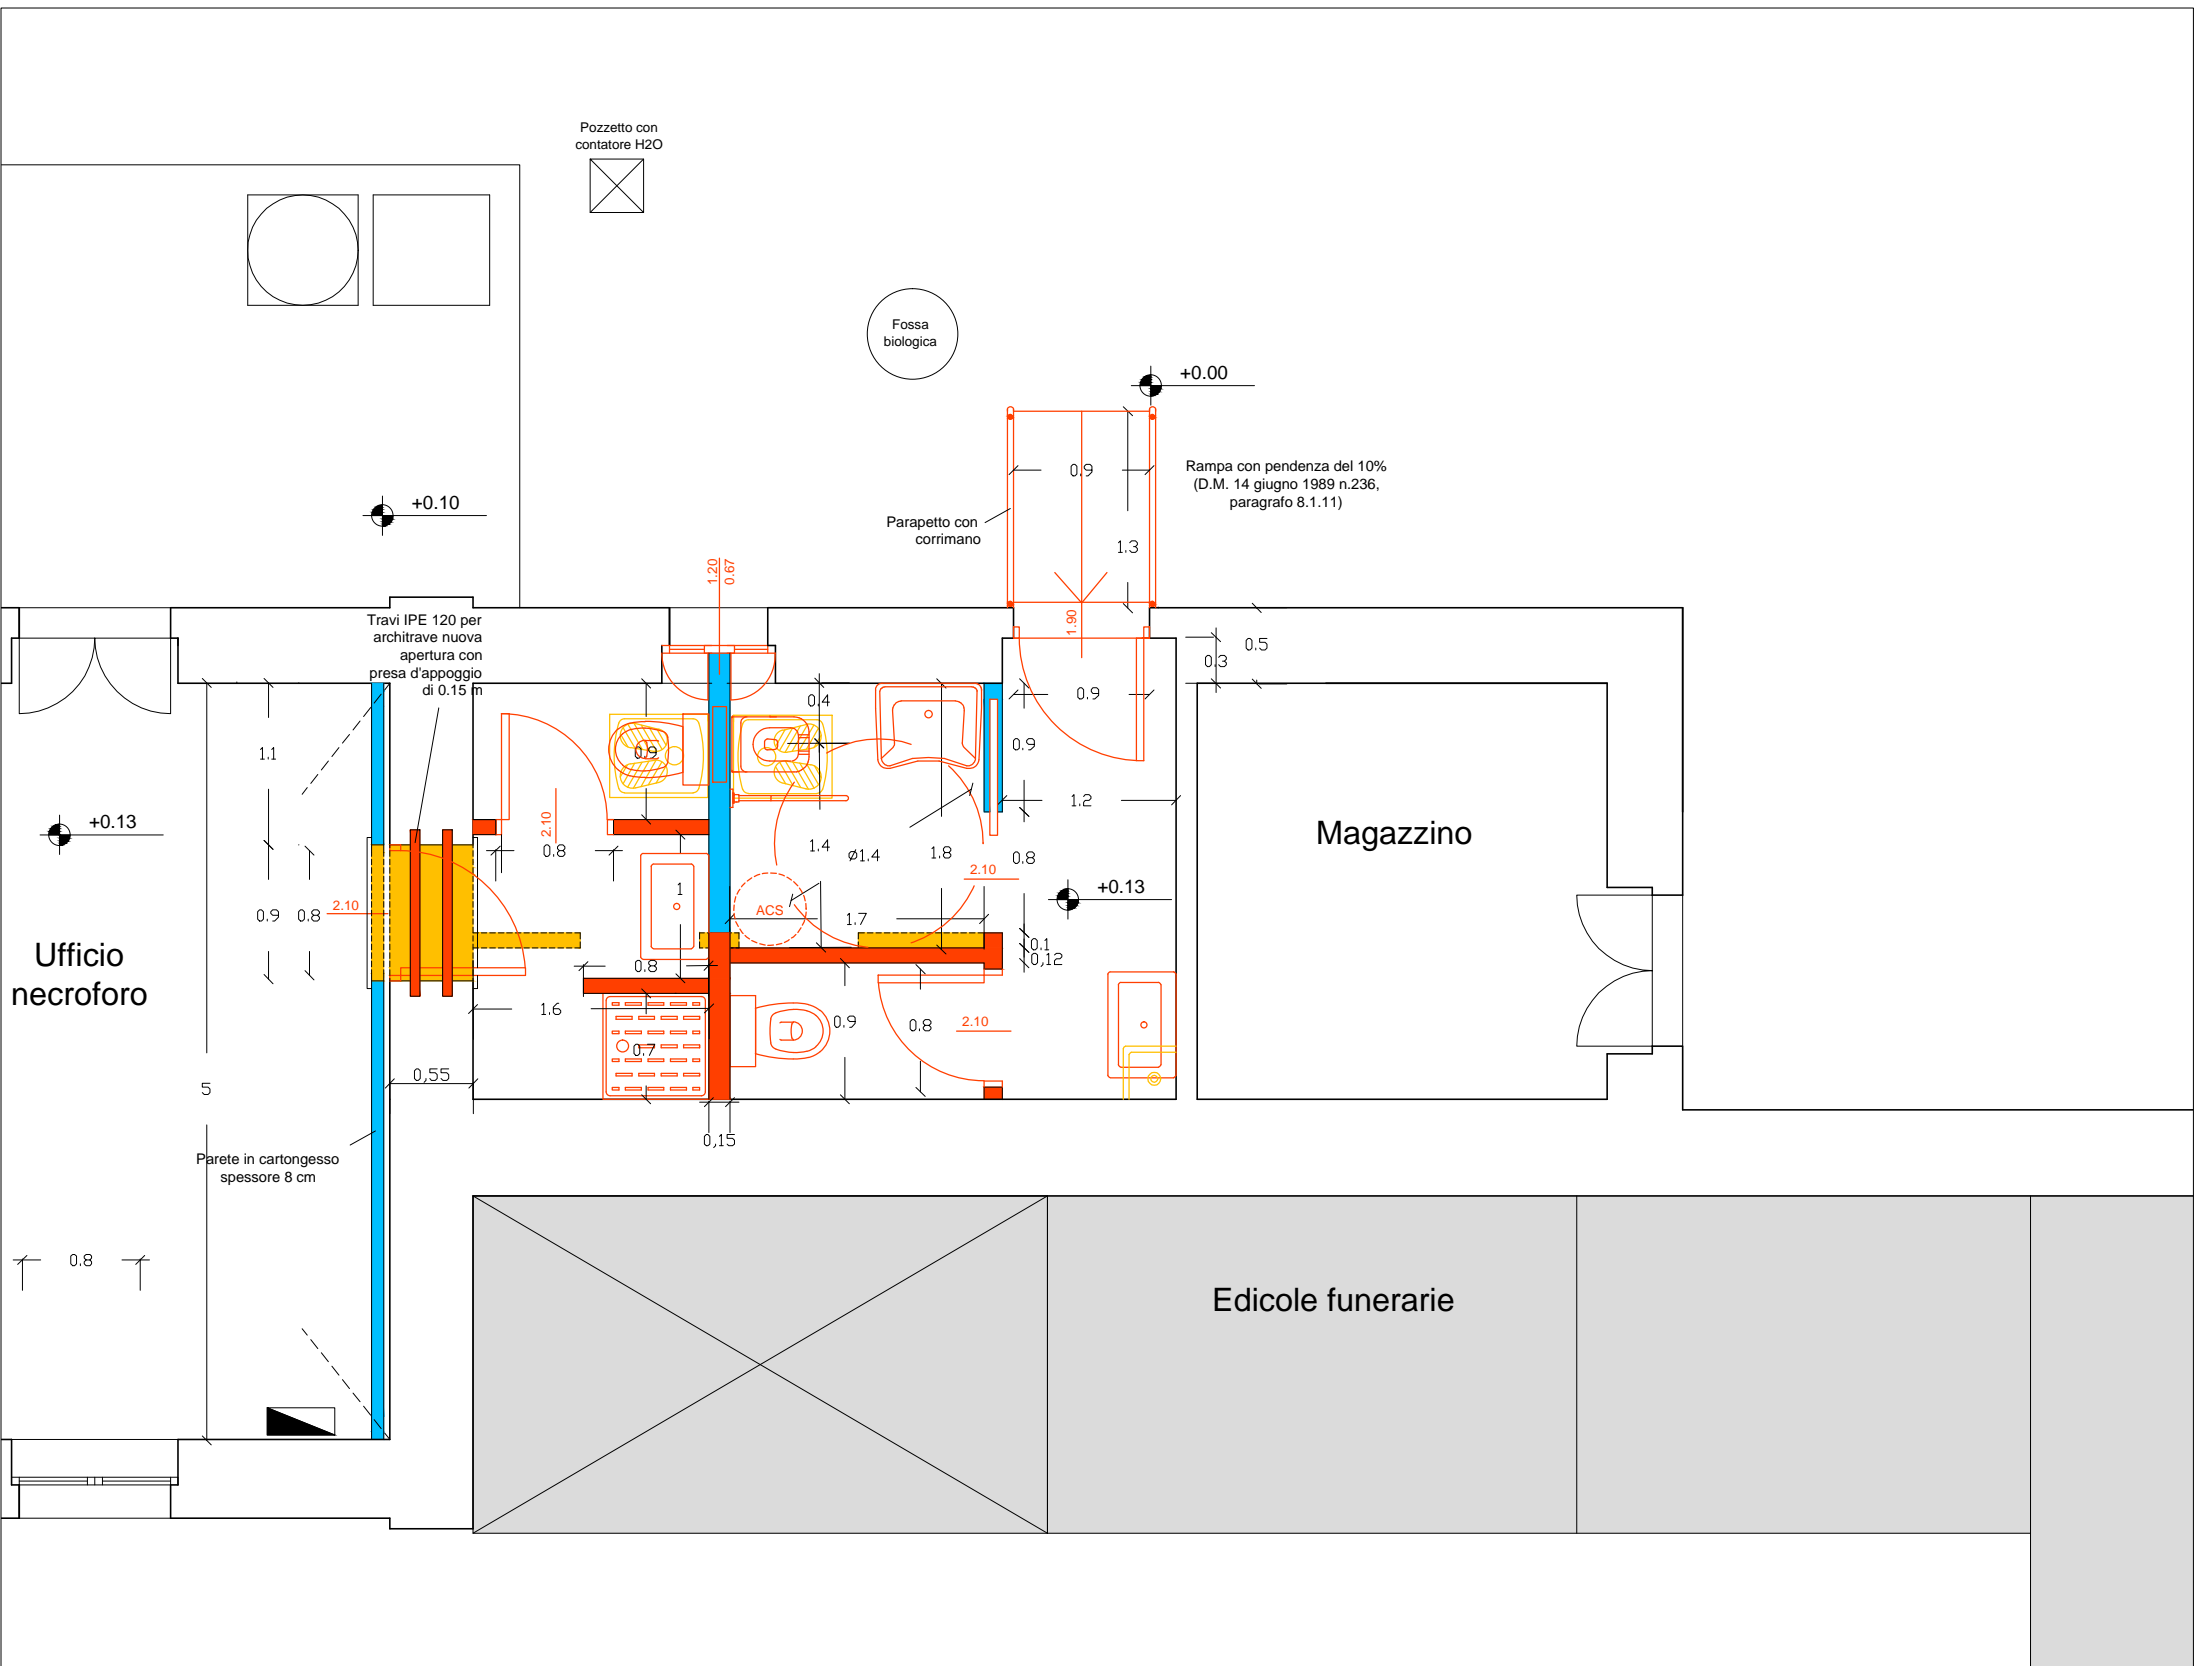 Pozzetto con
contatore H2O
Fossa
biologica
+0.00
0.9
Rampa con pendenza del 10%
(D.M. 14 giugno 1989 n.236,
paragrafo 8.1.11)
+0.10
Parapetto con
corrimano
1.3
1.20
0.67
1.90
Travi IPE 120 per
architrave nuova
apertura con
presa d'appoggio
di 0.15 m
0.5
0.3
0.9
0.4
1.1
0.9
0.9
1.2
+0.13
2.10
0.8
1.4
ø1.4
1.8
0.8
Magazzino
2.10
1
+0.13
0.9
0.8
2.10
ACS
1.7
0.1
0,12
Ufficio
necroforo
0.8
1.6
0.9
0.8
2.10
0.7
0,55
5
0,15
Parete in cartongesso
spessore 8 cm
0.8
Edicole funerarie